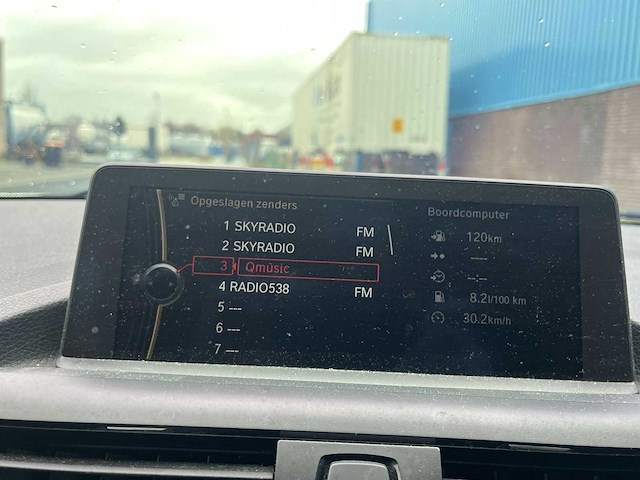 Opgeslagen zenders
1 SKYRADIO FM
2 SKYRADIO FM
3 Qmusic
4 RADIO538 FM
5 ---
6 ---
7 ---
Boordcomputer
120km
----
--:--
8.2l/100 km
30.2km/h